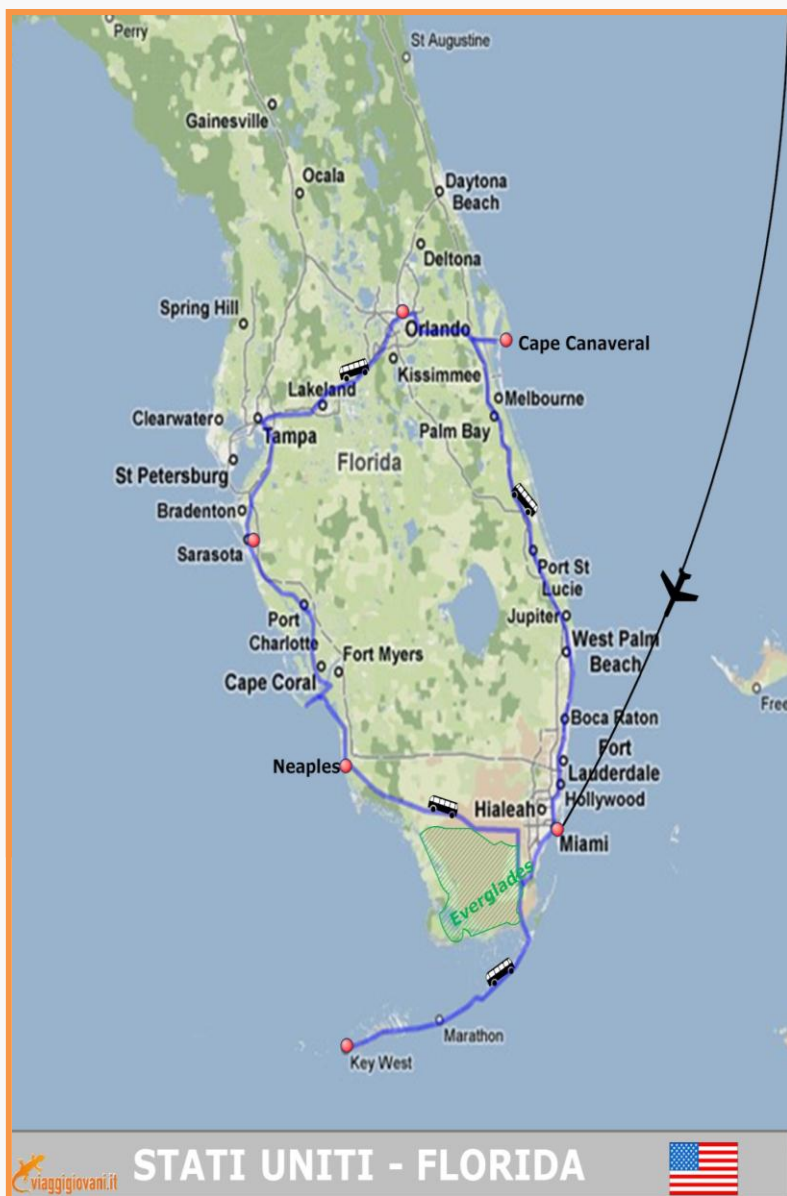 Perry
St Augustine
Gainesville
Ocala
Daytona
Beach
Deltona
Spring Hill
Orlando
Cape Canaveral
Kissimmee
Lakeland
Melbourne
Clearwater
Tampa
Palm Bay
St Petersburg
Florida
Bradenton
Sarasota
Port St
Lucie
Port
Charlotte
Jupiter
West Palm
Beach
Fort Myers
Cape Coral
Free
Boca Raton
Neaples
Fort
Lauderdale
Hollywood
Hialeah
Miami
Everglades
Marathon
Key West
viaggigiovani.it
STATI UNITI - FLORIDA